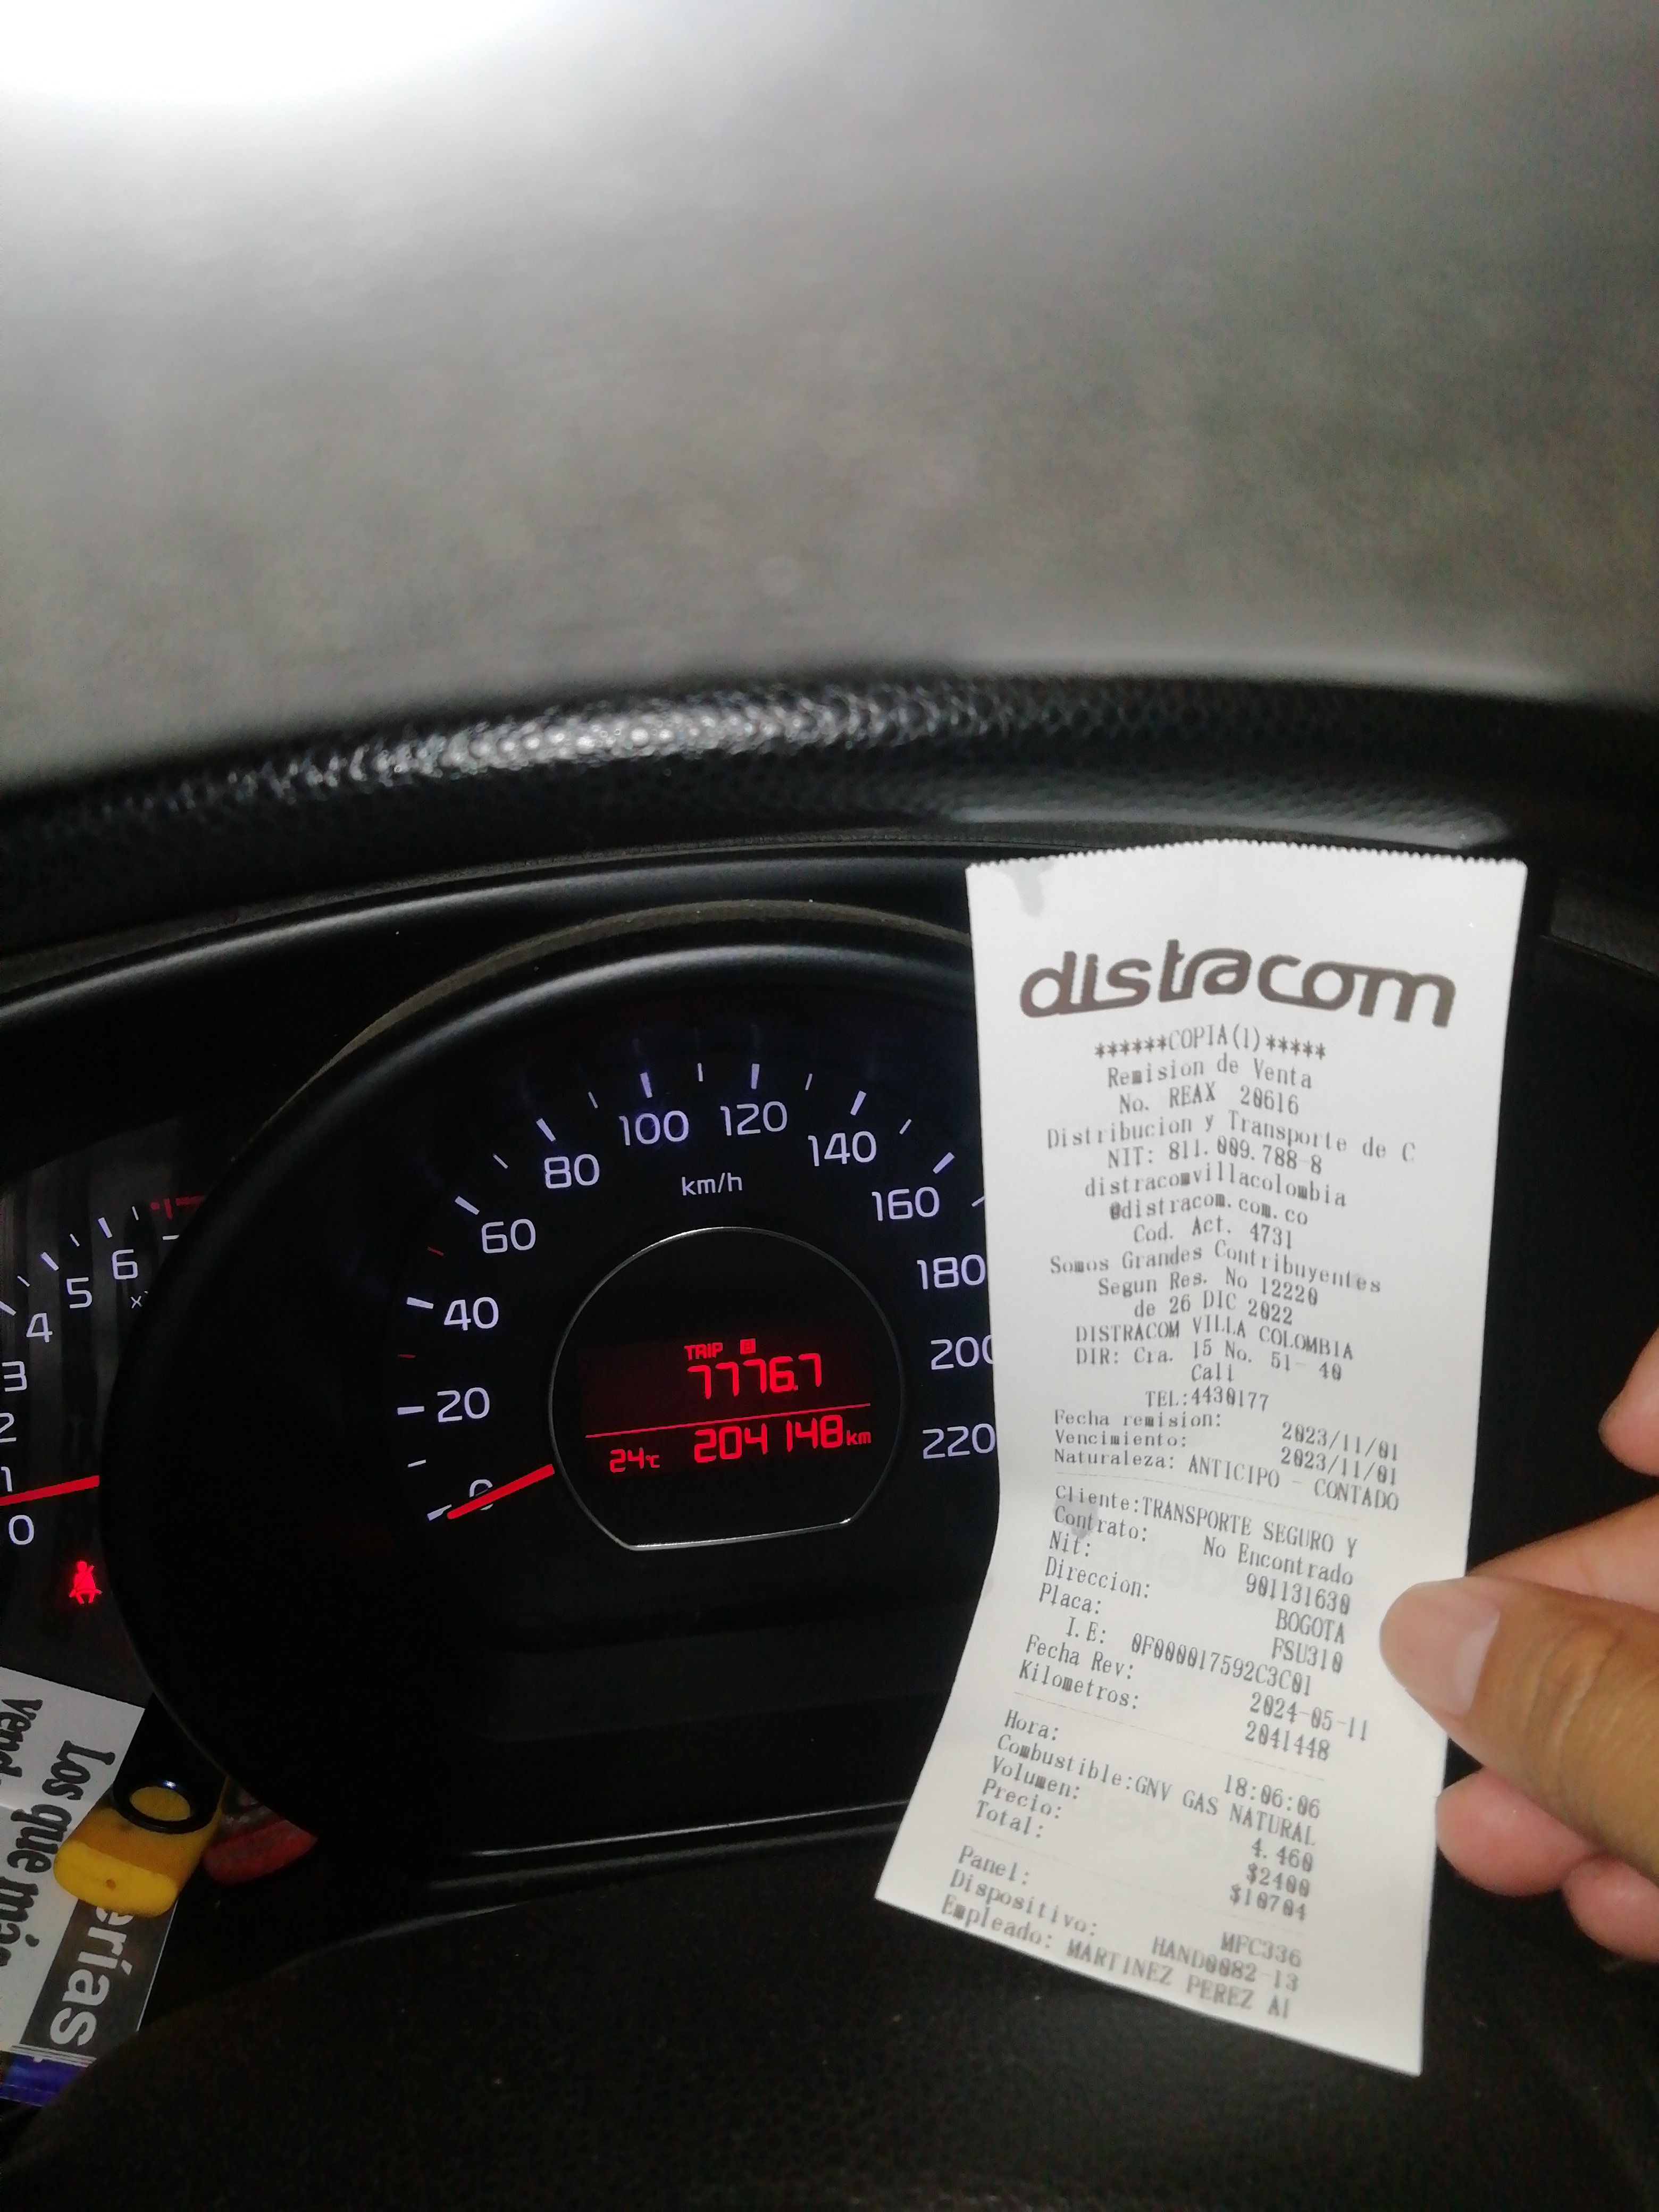 distracom
******COPIA(1)*****
Remision de Venta
No. REAX 20616
Distribucion y Transporte de C
NIT: 811.009.788-8
distracomvillacolombia
@distracom.com.co
Cod. Act. 4731
Somos Grandes Contribuyentes
Segun Res. No 12220
de 26 DIC 2022
DISTRACOM VILLA COLOMBIA
DIR: Cra. 15 No. 51- 40
Cali
TEL:4430177
Fecha remision: 2023/11/01
Vencimiento: 2023/11/01
Naturaleza: ANTICIPO - CONTADO
Cliente:TRANSPORTE SEGURO Y
Contrato: No Encontrado
Nit: 901131630
Direccion: BOGOTA
Placa: FSU310
I.E: 0F000017592C3C01
Fecha Rev: 2024-05-11
Kilometros: 2041448
Hora: 18:06:06
Combustible:GNV GAS NATURAL
Volumen: 4.460
Precio: $2400
Total: $10704
Panel: MFC336
Dispositivo: HAND0082-13
Empleado: MARTINEZ PEREZ Al
0
20
40
60
80
100
120
140
160
180
200
220
km/h
TRIP B
7776.7
24°C 204148km
0
1
2
3
4
5
6
Los que más
vend
erías